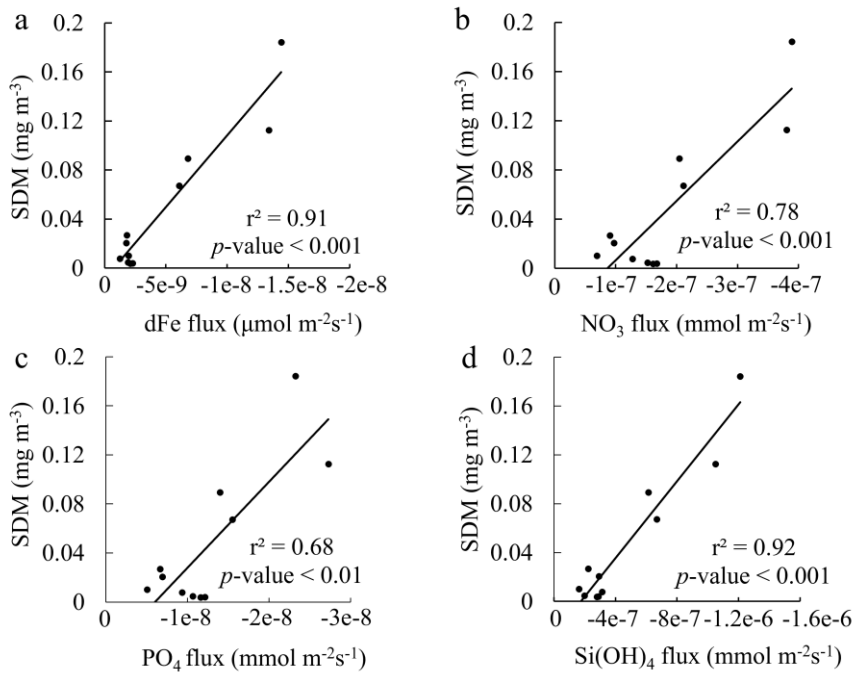 a
0.2
0.16
0.12
0.08
0.04
0
SDM (mg m⁻³)
r² = 0.91
p-value < 0.001
0 -5e-9 -1e-8 -1.5e-8 -2e-8
dFe flux (μmol m⁻²s⁻¹)
b
0.2
0.16
0.12
0.08
0.04
0
SDM (mg m⁻³)
r² = 0.78
p-value < 0.001
0 -1e-7 -2e-7 -3e-7 -4e-7
NO₃ flux (mmol m⁻²s⁻¹)
c
0.2
0.16
0.12
0.08
0.04
0
SDM (mg m⁻³)
r² = 0.68
p-value < 0.01
0 -1e-8 -2e-8 -3e-8
PO₄ flux (mmol m⁻²s⁻¹)
d
0.2
0.16
0.12
0.08
0.04
0
SDM (mg m⁻³)
r² = 0.92
p-value < 0.001
0 -4e-7 -8e-7 -1.2e-6 -1.6e-6
Si(OH)₄ flux (mmol m⁻²s⁻¹)